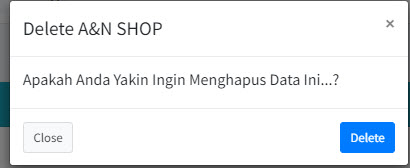 Delete A&N SHOP
×
Apakah Anda Yakin Ingin Menghapus Data Ini...?
Close
Delete